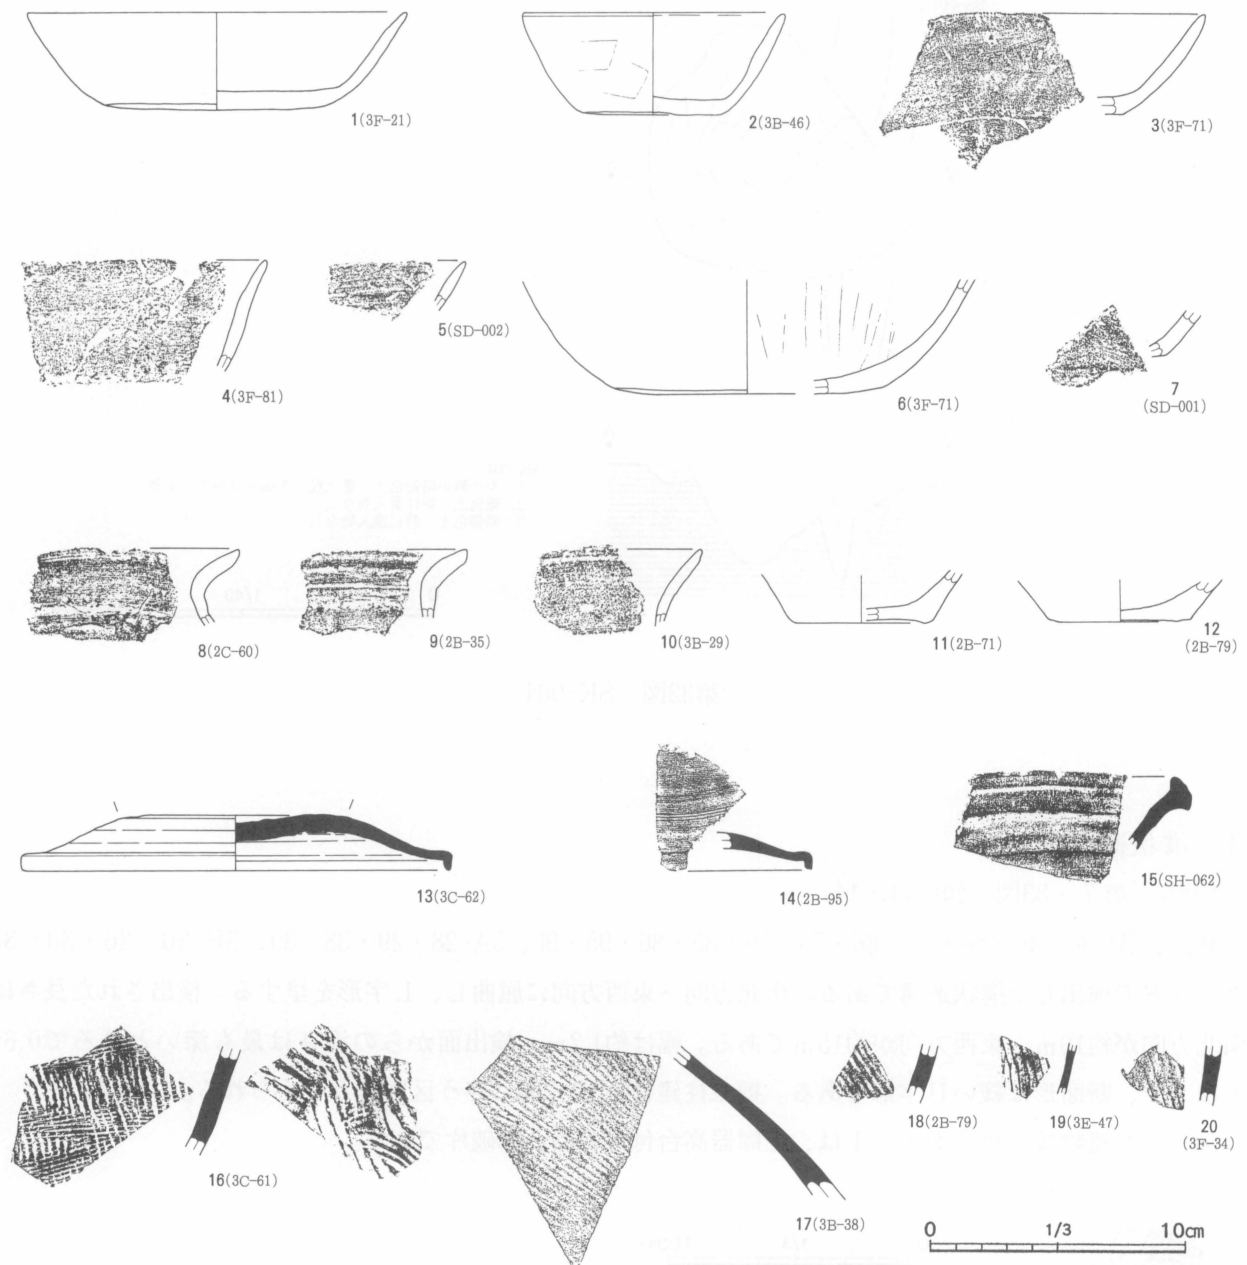 1(3F-21)
2(3B-46)
3(3F-71)
4(3F-81)
5(SD-002)
6(3F-71)
7
(SD-001)
8(2C-60)
9(2B-35)
10(3B-29)
11(2B-71)
12
(2B-79)
13(3C-62)
14(2B-95)
15(SH-062)
16(3C-61)
17(3B-38)
18(2B-79)
19(3E-47)
20
(3F-34)
0 1/3 10cm